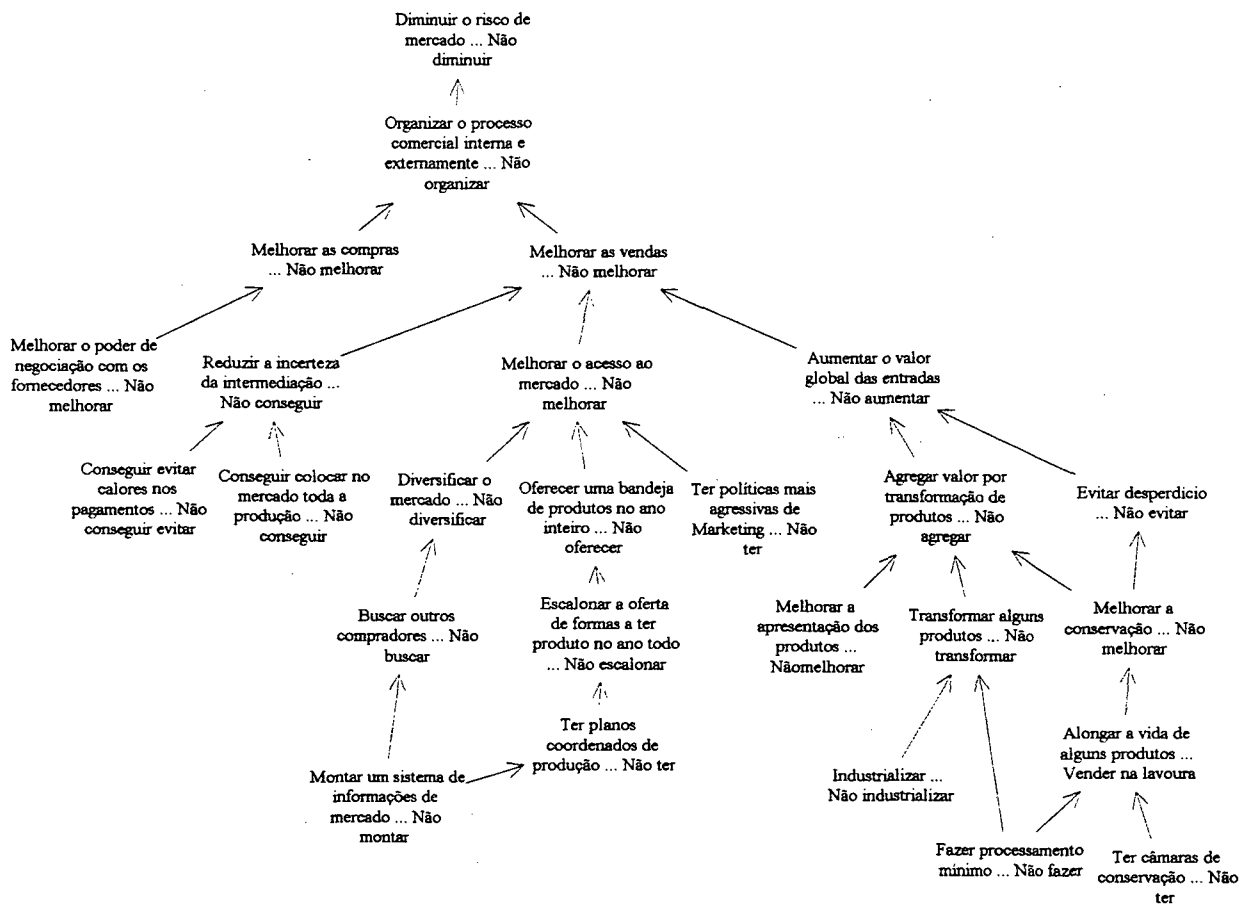 Diminuir o risco de
mercado ... Não
diminuir
Organizar o processo
comercial interna e
externamente ... Não
organizar
Melhorar as compras
... Não melhorar
Melhorar as vendas
... Não melhorar
Melhorar o poder de
negociação com os
fornecedores ... Não
melhorar
Reduzir a incerteza
da intermediação ...
Não conseguir
Melhorar o acesso ao
mercado ... Não
melhorar
Aumentar o valor
global das entradas
... Não aumentar
Conseguir evitar
calores nos
pagamentos ... Não
conseguir evitar
Conseguir colocar no
mercado toda a
produção ... Não
conseguir
Diversificar o
mercado ... Não
diversificar
Oferecer uma bandeja
de produtos no ano
inteiro ... Não
oferecer
Ter políticas mais
agressivas de
Marketing ... Não
ter
Agregar valor por
transformação de
produtos ... Não
agregar
Evitar desperdicio
... Não evitar
Buscar outros
compradores ... Não
buscar
Escalonar a oferta
de formas a ter
produto no ano todo
... Não escalonar
Melhorar a
apresentação dos
produtos ...
Nãomelhorar
Transformar alguns
produtos ... Não
transformar
Melhorar a
conservação ... Não
melhorar
Ter planos
coordenados de
produção ... Não ter
Alongar a vida de
alguns produtos ...
Vender na lavoura
Montar um sistema de
informações de
mercado ... Não
montar
Industrializar ...
Não industrializar
Fazer processamento
mínimo ... Não fazer
Ter câmaras de
conservação ... Não
ter